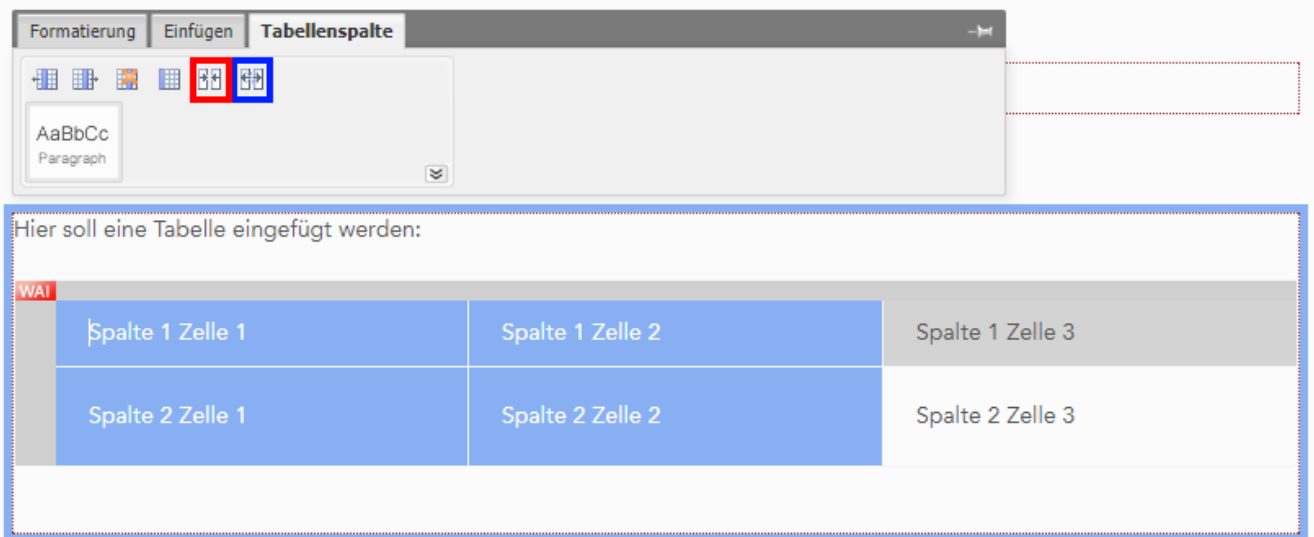 Formatierung Einfügen Tabellenspalte
AaBbCc
Paragraph
Hier soll eine Tabelle eingefügt werden:
WAI
Spalte 1 Zelle 1 Spalte 1 Zelle 2 Spalte 1 Zelle 3
Spalte 2 Zelle 1 Spalte 2 Zelle 2 Spalte 2 Zelle 3